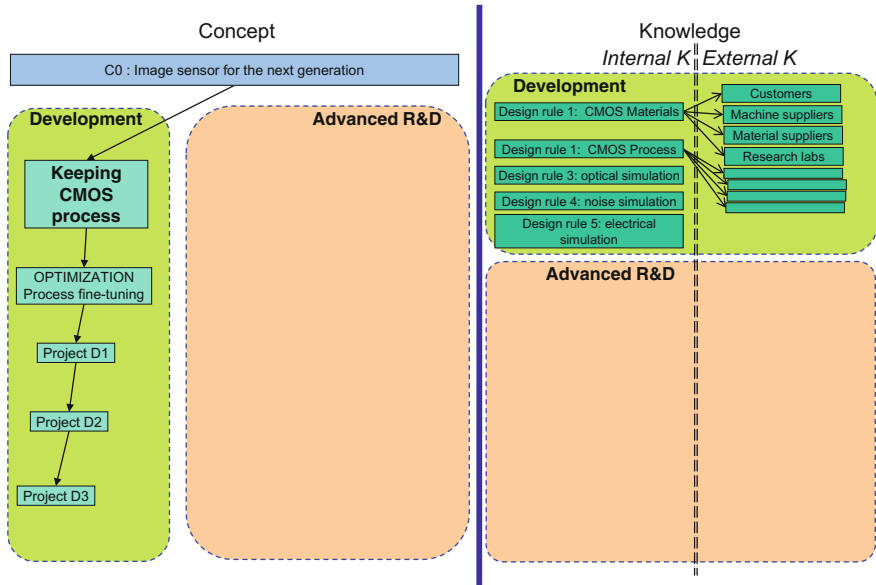 Concept
C0 : Image sensor for the next generation
Development
Advanced R&D
Keeping
CMOS
process
OPTIMIZATION
Process fine-tuning
Project D1
Project D2
Project D3
Knowledge
Internal K
External K
Development
Design rule 1: CMOS Materials
Design rule 1: CMOS Process
Design rule 3: optical simulation
Design rule 4: noise simulation
Design rule 5: electrical
simulation
Customers
Machine suppliers
Material suppliers
Research labs
Advanced R&D